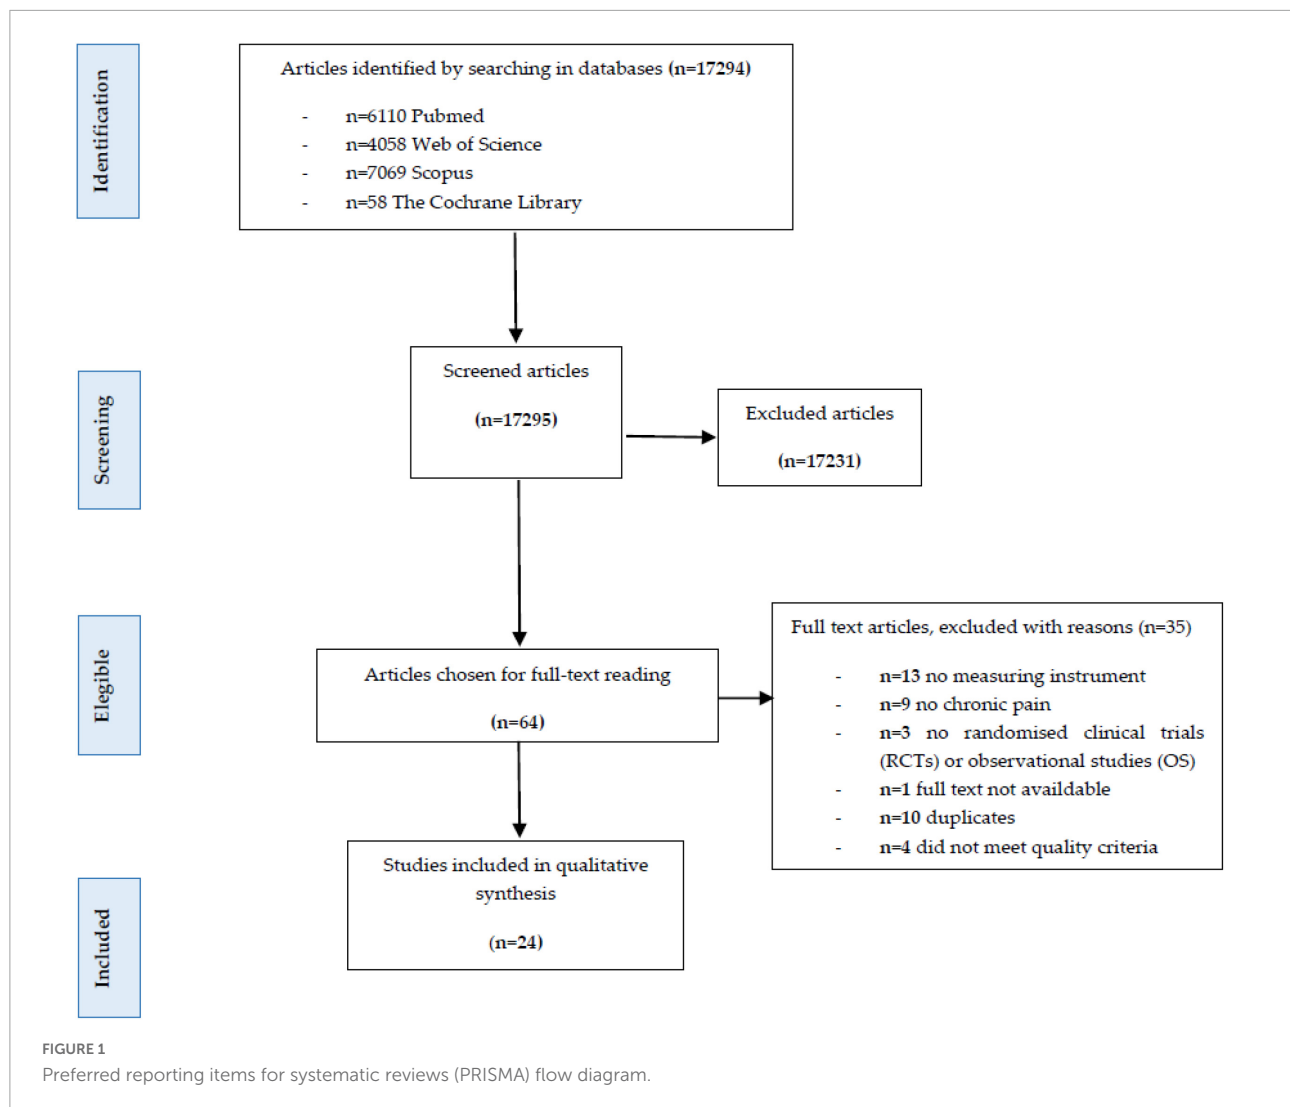 Identification
Articles identified by searching in databases (n=17294)
- n=6110 Pubmed
- n=4058 Web of Science
- n=7069 Scopus
- n=58 The Cochrane Library
Screening
Screened articles
(n=17295)
Excluded articles
(n=17231)
Elegible
Articles chosen for full-text reading
(n=64)
Full text articles, excluded with reasons (n=35)
- n=13 no measuring instrument
- n=9 no chronic pain
- n=3 no randomised clinical trials
(RCTs) or observational studies (OS)
- n=1 full text not availdable
- n=10 duplicates
- n=4 did not meet quality criteria
Included
Studies included in qualitative
synthesis
(n=24)
FIGURE 1
Preferred reporting items for systematic reviews (PRISMA) flow diagram.